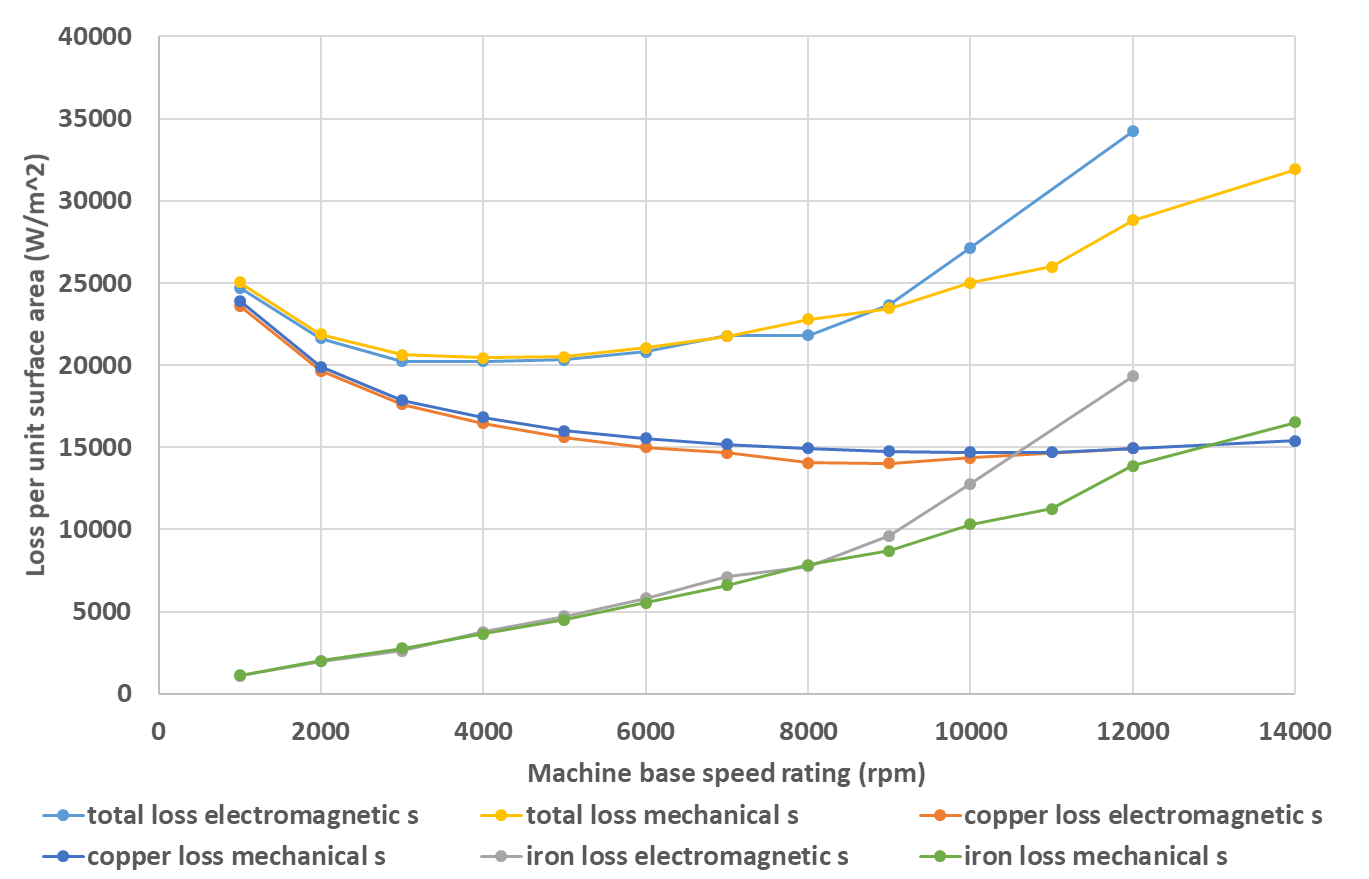 40000
35000
30000
25000
20000
15000
10000
5000
0
Loss per unit surface area (W/m^2)
0 2000 4000 6000 8000 10000 12000 14000
Machine base speed rating (rpm)
total loss electromagnetic s total loss mechanical s copper loss electromagnetic s
copper loss mechanical s iron loss electromagnetic s iron loss mechanical s